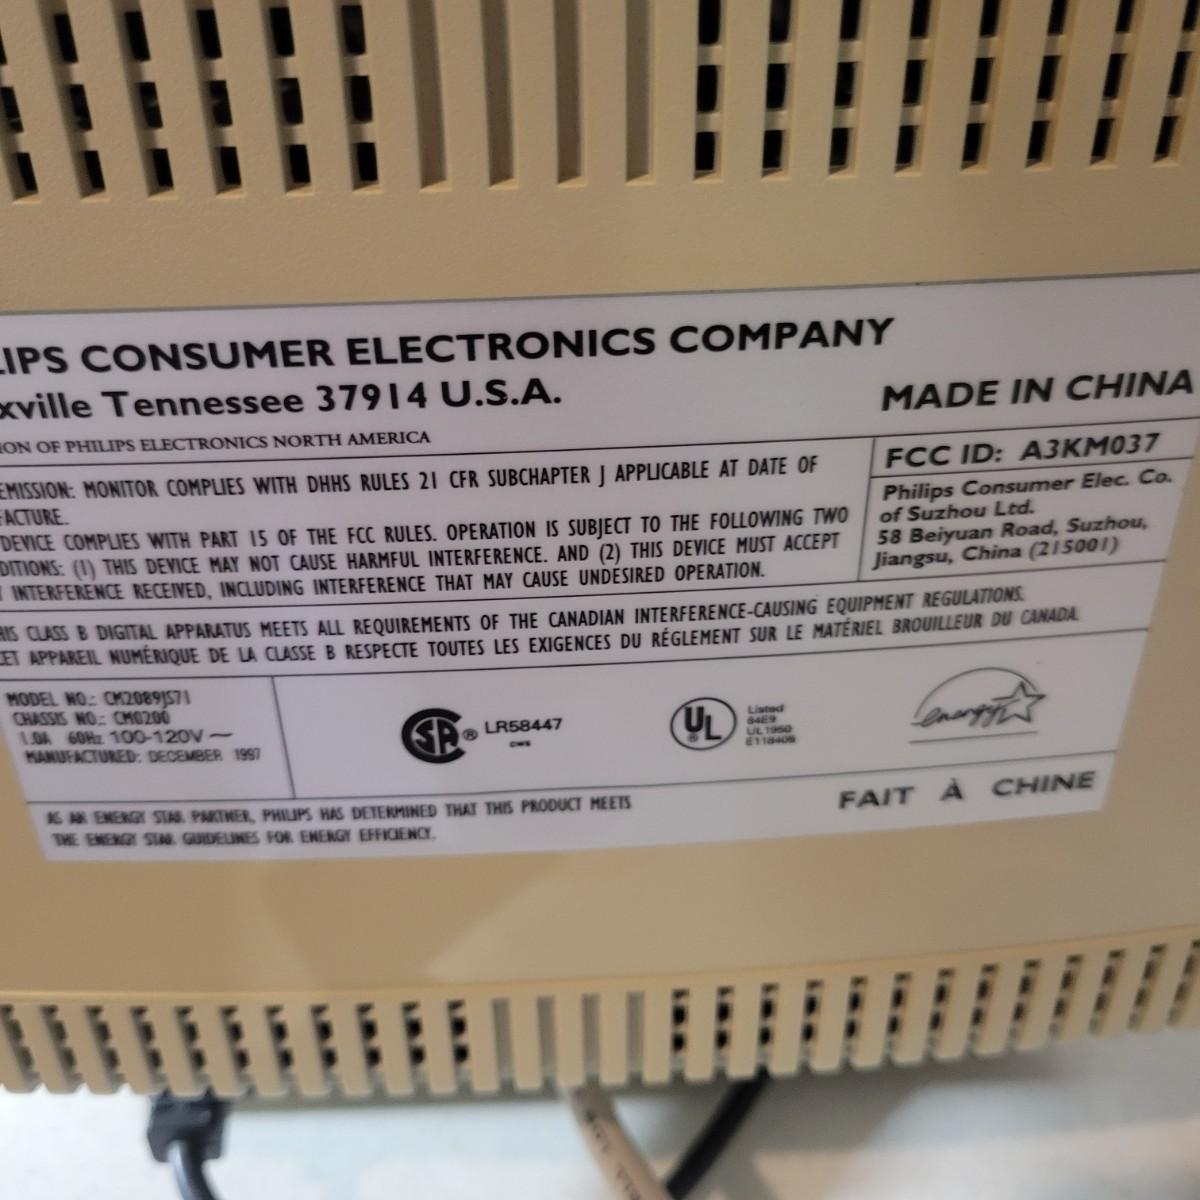 LIPS CONSUMER ELECTRONICS COMPANY
xville Tennessee 37914 U.S.A.
MADE IN CHINA
ION OF PHILIPS ELECTRONICS NORTH AMERICA
EMISSION: MONITOR COMPLIES WITH DHHS RULES 21 CFR SUBCHAPTER J APPLICABLE AT DATE OF
FACTURE.
DEVICE COMPLIES WITH PART 15 OF THE FCC RULES. OPERATION IS SUBJECT TO THE FOLLOWING TWO
DITIONS: (1) THIS DEVICE MAY NOT CAUSE HARMFUL INTERFERENCE. AND (2) THIS DEVICE MUST ACCEPT
INTERFERENCE RECEIVED, INCLUDING INTERFERENCE THAT MAY CAUSE UNDESIRED OPERATION.
FCC ID: A3KM037
Philips Consumer Elec. Co.
of Suzhou Ltd.
58 Beiyuan Road, Suzhou,
Jiangsu, China (215001)
HIS CLASS B DIGITAL APPARATUS MEETS ALL REQUIREMENTS OF THE CANADIAN INTERFERENCE-CAUSING EQUIPMENT REGULATIONS.
CET APPAREIL NUMÉRIQUE DE LA CLASSE B RESPECTE TOUTES LES EXIGENCES DU RÉGLEMENT SUR LE MATÉRIEL BROUILLEUR DU CANADA.
MODEL NO.: CM2089JS71
CHASSIS NO.: CM0200
1.0A 60Hz 100-120V ~
MANUFACTURED: DECEMBER 1997
SA ® LR58447
UL ®
Listed
64E9
UL1950
E118409
energy
AS AN ENERGY STAR PARTNER, PHILIPS HAS DETERMINED THAT THIS PRODUCT MEETS
THE ENERGY STAR GUIDELINES FOR ENERGY EFFICIENCY.
FAIT À CHINE